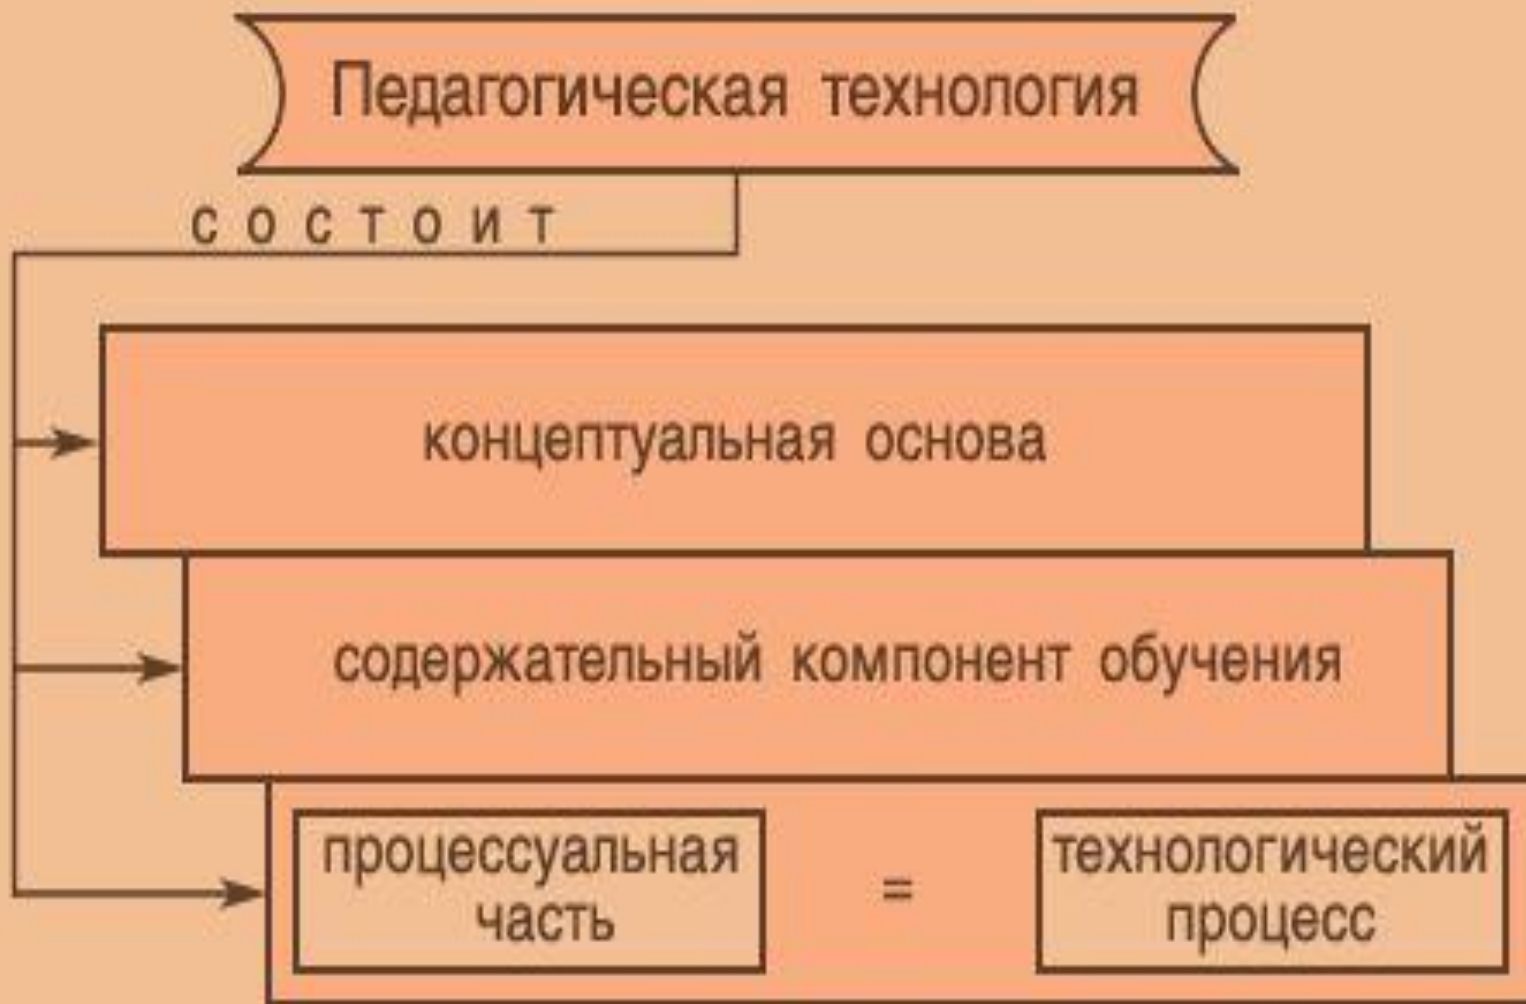 Педагогическая технология
состоит
концептуальная основа
содержательный компонент обучения
процессуальная
часть
=
технологический
процесс